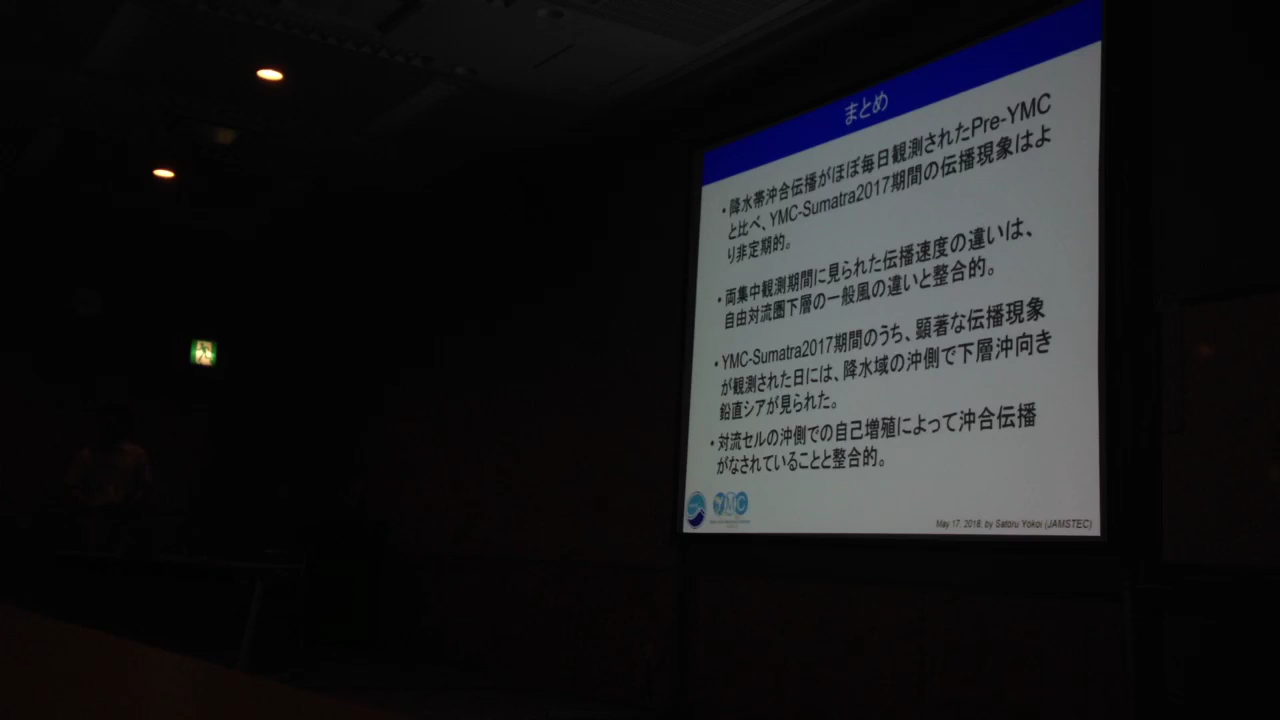 まとめ
・降水帯沖合伝播がほぼ毎日観測されたPre-YMC
と比べ、YMC-Sumatra2017期間の伝播現象はよ
り非定期的。
・両集中観測期間に見られた伝播速度の違いは、
自由対流圏下層の一般風の違いと整合的。
・YMC-Sumatra2017期間のうち、顕著な伝播現象
が観測された日には、降水域の沖側で下層沖向き
鉛直シアが見られた。
・対流セルの沖側での自己増殖によって沖合伝播
がなされていることと整合的。
YMC
May 17, 2018, by Satoru Yokoi (JAMSTEC)